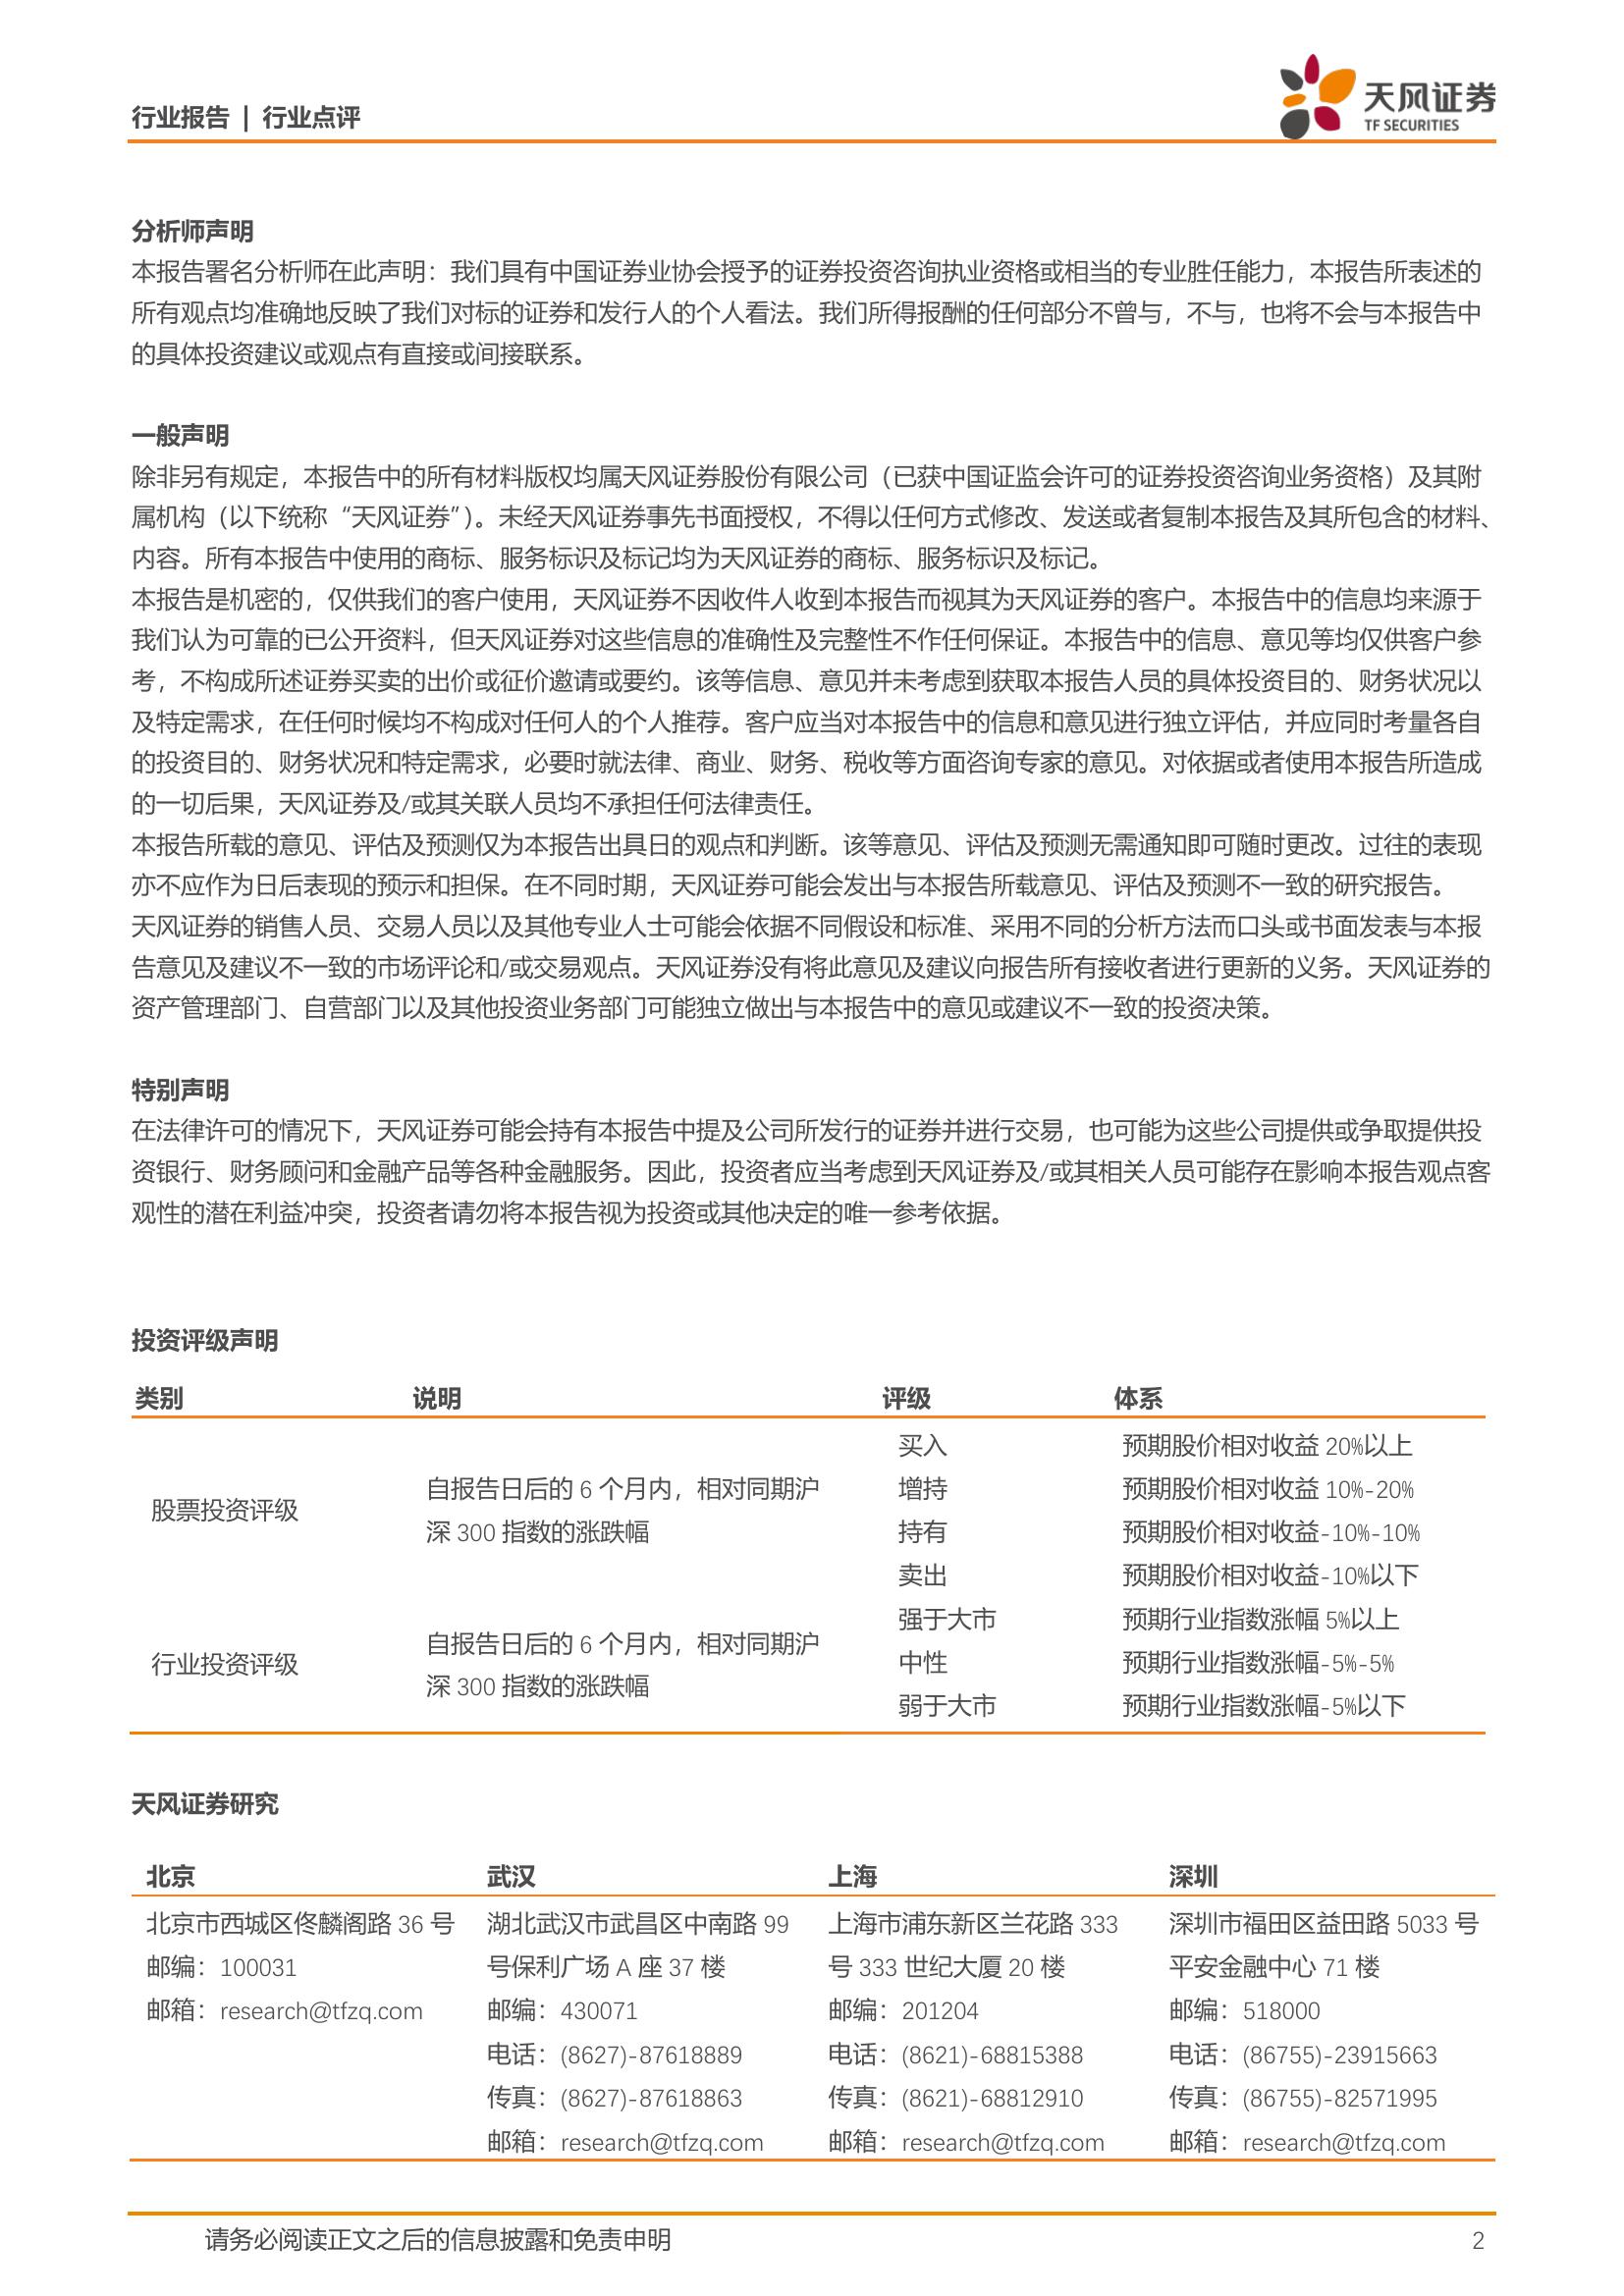 行业报告 | 行业点评
天风证券
TF SECURITIES
分析师声明
本报告署名分析师在此声明：我们具有中国证券业协会授予的证券投资咨询执业资格或相当的专业胜任能力，本报告所表述的
所有观点均准确地反映了我们对标的证券和发行人的个人看法。我们所得报酬的任何部分不曾与，不与，也将不会与本报告中
的具体投资建议或观点有直接或间接联系。
一般声明
除非另有规定，本报告中的所有材料版权均属天风证券股份有限公司（已获中国证监会许可的证券投资咨询业务资格）及其附
属机构（以下统称“天风证券”）。未经天风证券事先书面授权，不得以任何方式修改、发送或者复制本报告及其所包含的材料、
内容。所有本报告中使用的商标、服务标识及标记均为天风证券的商标、服务标识及标记。
本报告是机密的，仅供我们的客户使用，天风证券不因收件人收到本报告而视其为天风证券的客户。本报告中的信息均来源于
我们认为可靠的已公开资料，但天风证券对这些信息的准确性及完整性不作任何保证。本报告中的信息、意见等均仅供客户参
考，不构成所述证券买卖的出价或征价邀请或要约。该等信息、意见并未考虑到获取本报告人员的具体投资目的、财务状况以
及特定需求，在任何时候均不构成对任何人的个人推荐。客户应当对本报告中的信息和意见进行独立评估，并应同时考量各自
的投资目的、财务状况和特定需求，必要时就法律、商业、财务、税收等方面咨询专家的意见。对依据或者使用本报告所造成
的一切后果，天风证券及/或其关联人员均不承担任何法律责任。
本报告所载的意见、评估及预测仅为本报告出具日的观点和判断。该等意见、评估及预测无需通知即可随时更改。过往的表现
亦不应作为日后表现的预示和担保。在不同时期，天风证券可能会发出与本报告所载意见、评估及预测不一致的研究报告。
天风证券的销售人员、交易人员以及其他专业人士可能会依据不同假设和标准、采用不同的分析方法而口头或书面发表与本报
告意见及建议不一致的市场评论和/或交易观点。天风证券没有将此意见及建议向报告所有接收者进行更新的义务。天风证券的
资产管理部门、自营部门以及其他投资业务部门可能独立做出与本报告中的意见或建议不一致的投资决策。
特别声明
在法律许可的情况下，天风证券可能会持有本报告中提及公司所发行的证券并进行交易，也可能为这些公司提供或争取提供投
资银行、财务顾问和金融产品等各种金融服务。因此，投资者应当考虑到天风证券及/或其相关人员可能存在影响本报告观点客
观性的潜在利益冲突，投资者请勿将本报告视为投资或其他决定的唯一参考依据。
投资评级声明
类别 说明 评级 体系
股票投资评级
自报告日后的 6 个月内，相对同期沪
深 300 指数的涨跌幅
买入 预期股价相对收益 20%以上
增持 预期股价相对收益 10%-20%
持有 预期股价相对收益-10%-10%
卖出 预期股价相对收益-10%以下
行业投资评级
自报告日后的 6 个月内，相对同期沪
深 300 指数的涨跌幅
强于大市 预期行业指数涨幅 5%以上
中性 预期行业指数涨幅-5%-5%
弱于大市 预期行业指数涨幅-5%以下
天风证券研究
北京 武汉 上海 深圳
北京市西城区佟麟阁路 36 号 湖北武汉市武昌区中南路 99 上海市浦东新区兰花路 333 深圳市福田区益田路 5033 号
邮编：100031 号保利广场 A 座 37 楼 号 333 世纪大厦 20 楼 平安金融中心 71 楼
邮箱：research@tfzq.com 邮编：430071 邮编：201204 邮编：518000
电话：(8627)-87618889 电话：(8621)-68815388 电话：(86755)-23915663
传真：(8627)-87618863 传真：(8621)-68812910 传真：(86755)-82571995
邮箱：research@tfzq.com 邮箱：research@tfzq.com 邮箱：research@tfzq.com
请务必阅读正文之后的信息披露和免责申明 2